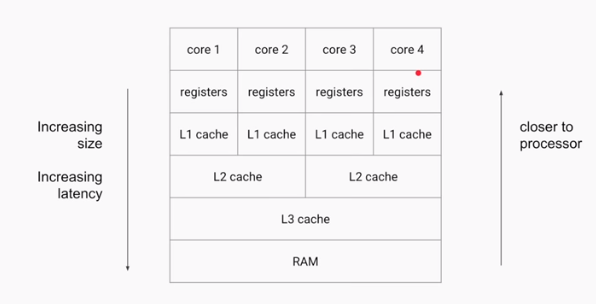 core 1 core 2 core 3 core 4
registers registers registers registers
L1 cache L1 cache L1 cache L1 cache
L2 cache L2 cache
L3 cache
RAM
Increasing
size
Increasing
latency
closer to
processor